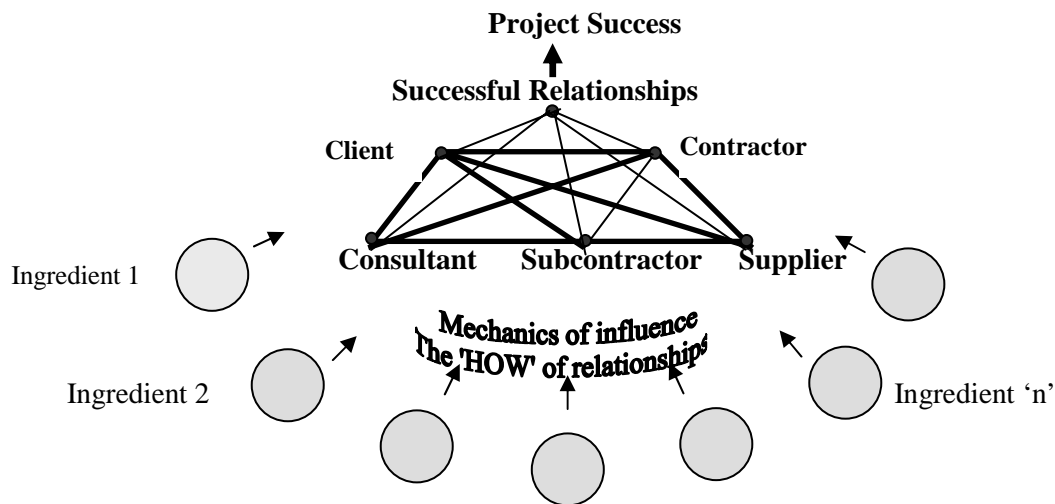 Project Success
Successful Relationships
Client
Contractor
Consultant
Subcontractor
Supplier
Ingredient 1
Mechanics of influence
The 'HOW' of relationships
Ingredient 2
Ingredient ‘n’